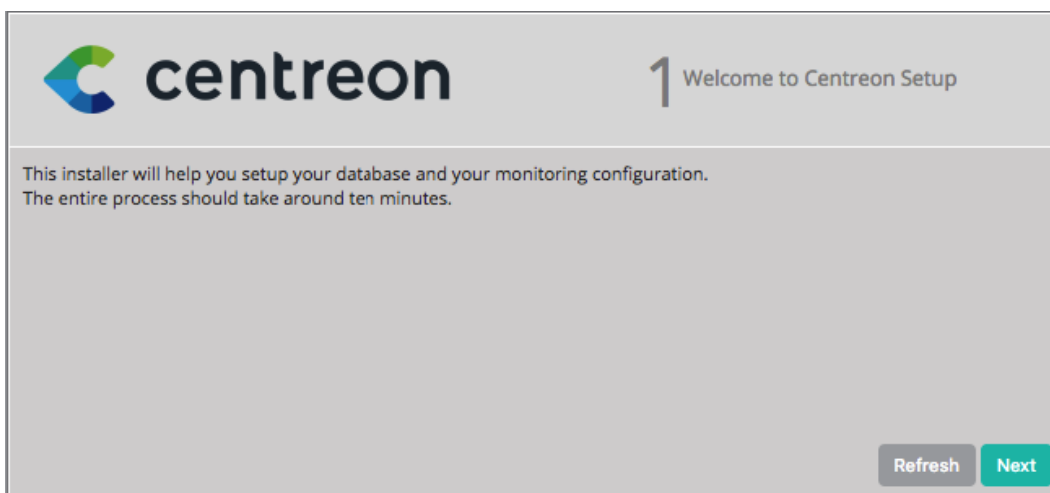 centreon
1 Welcome to Centreon Setup
This installer will help you setup your database and your monitoring configuration.
The entire process should take around ten minutes.
Refresh Next